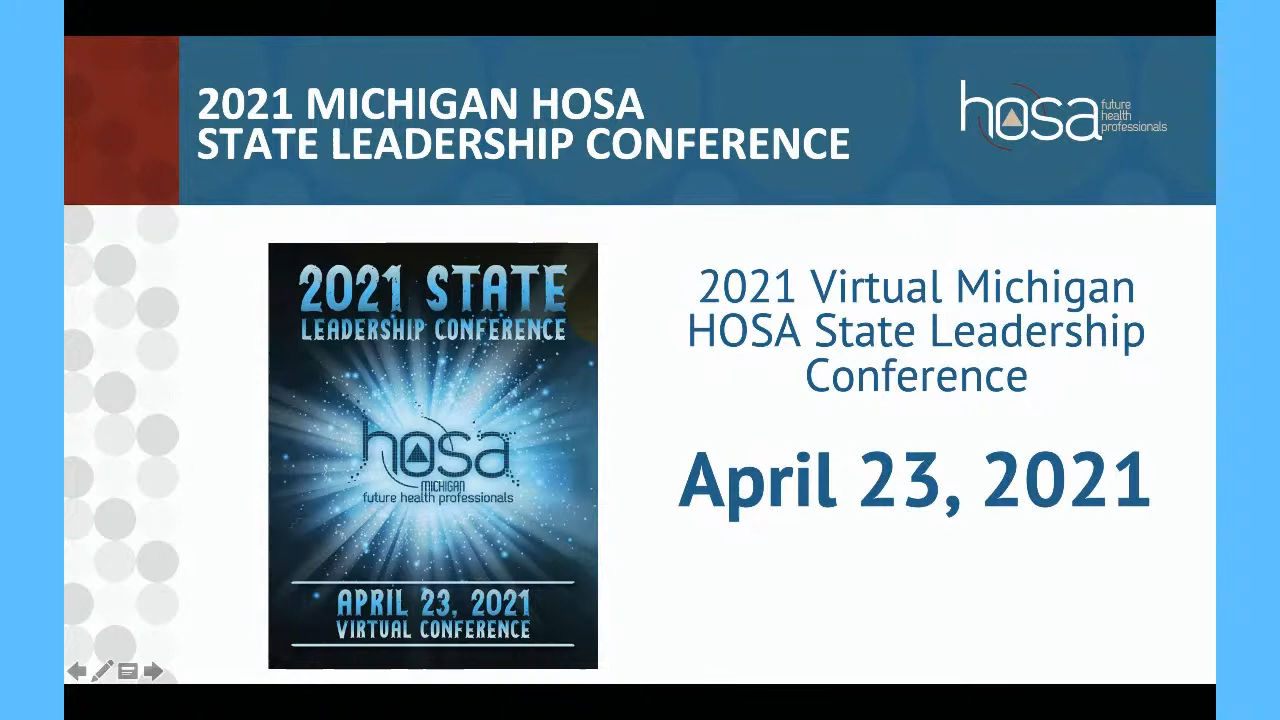 2021 MICHIGAN HOSA
STATE LEADERSHIP CONFERENCE
hosa
future
health
professionals
2021 STATE
LEADERSHIP CONFERENCE
hosa
MICHIGAN
future health professionals
APRIL 23, 2021
VIRTUAL CONFERENCE
2021 Virtual Michigan
HOSA State Leadership
Conference
April 23, 2021